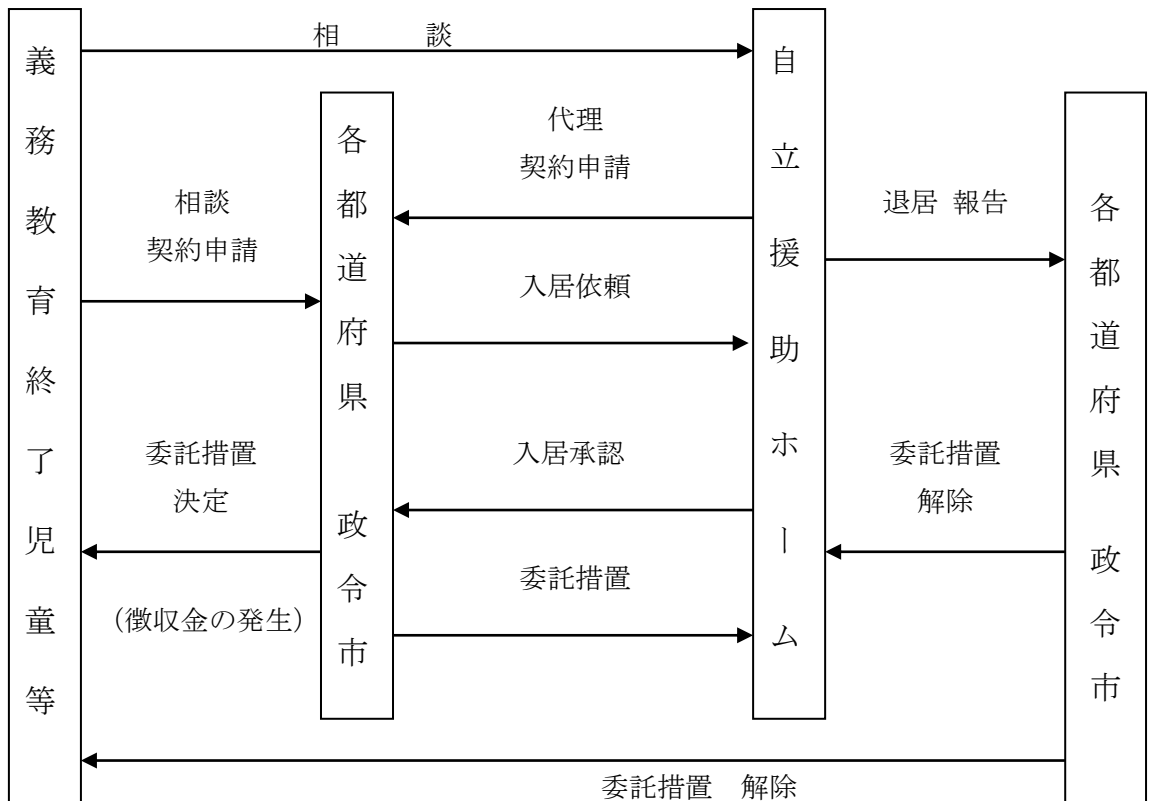 義務教育終了児童等
相談
相談
契約申請
委託措置
決定
（徴収金の発生）
各都道府県 政令市
代理
契約申請
入居依頼
入居承認
委託措置
自立援助ホーム
退居 報告
委託措置
解除
各都道府県 政令市
委託措置 解除